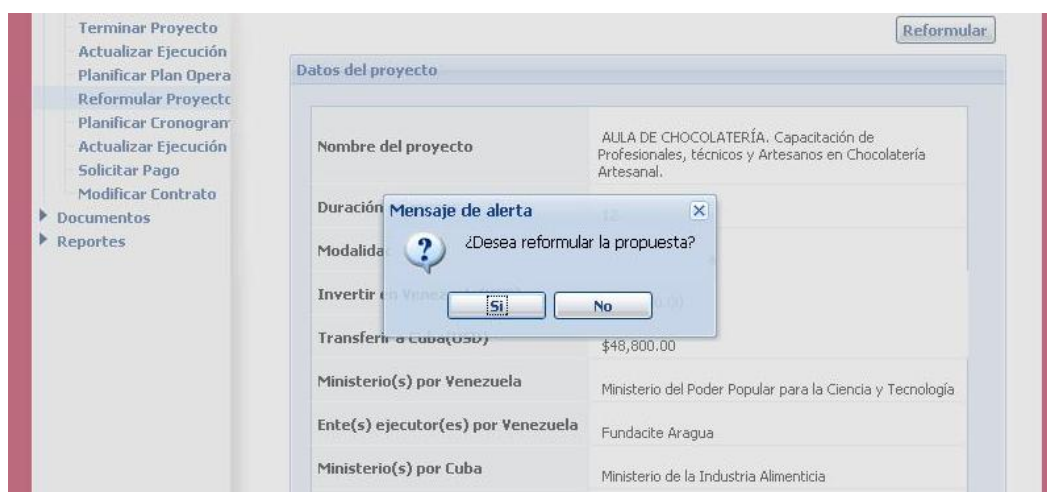 Terminar Proyecto
Reformular
Actualizar Ejecución
Planificar Plan Opera
Datos del proyecto
Reformular Proyecto
Planificar Cronogram
Actualizar Ejecución
Solicitar Pago
Modificar Contrato
Documentos
Reportes
Nombre del proyecto
AULA DE CHOCOLATERÍA. Capacitación de
Profesionales, técnicos y Artesanos en Chocolatería
Artesanal.
Duración
12
Mensaje de alerta
¿Desea reformular la propuesta?
Si No
Modalidad
Invertir en
Transferir a Cuba(USD)
$48,800.00
Ministerio(s) por Venezuela
Ministerio del Poder Popular para la Ciencia y Tecnología
Ente(s) ejecutor(es) por Venezuela
Fundacite Aragua
Ministerio(s) por Cuba
Ministerio de la Industria Alimenticia